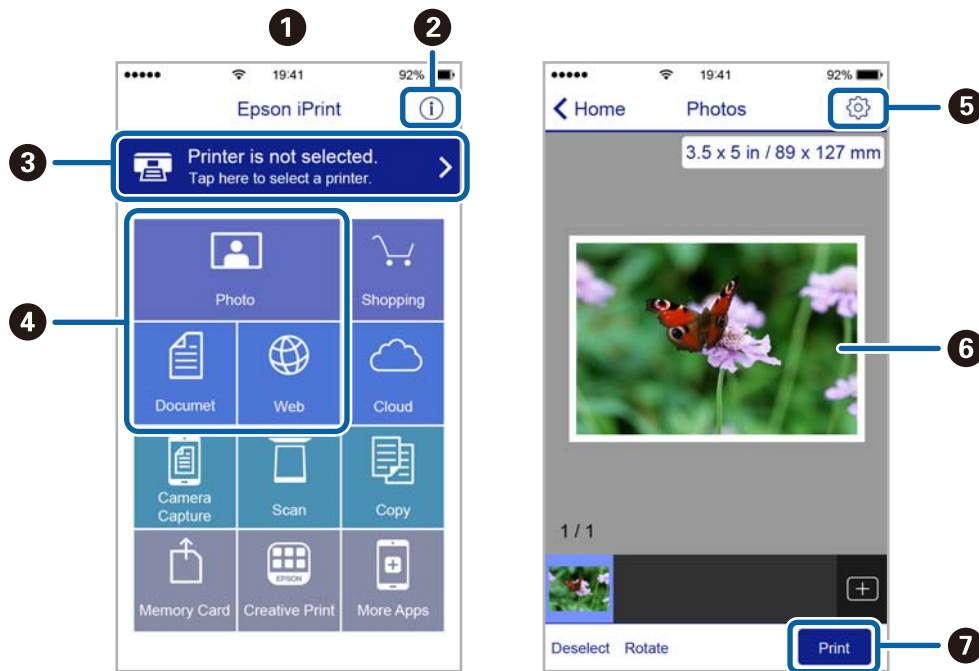 1
2
19:41
92%
Epson iPrint
3
Printer is not selected.
Tap here to select a printer.
4
Photo
Shopping
Documet
Web
Cloud
Camera
Capture
Scan
Copy
EPSON
Memory Card
Creative Print
More Apps
19:41
92%
Home
Photos
5
3.5 x 5 in / 89 x 127 mm
6
1 / 1
Deselect
Rotate
Print
7